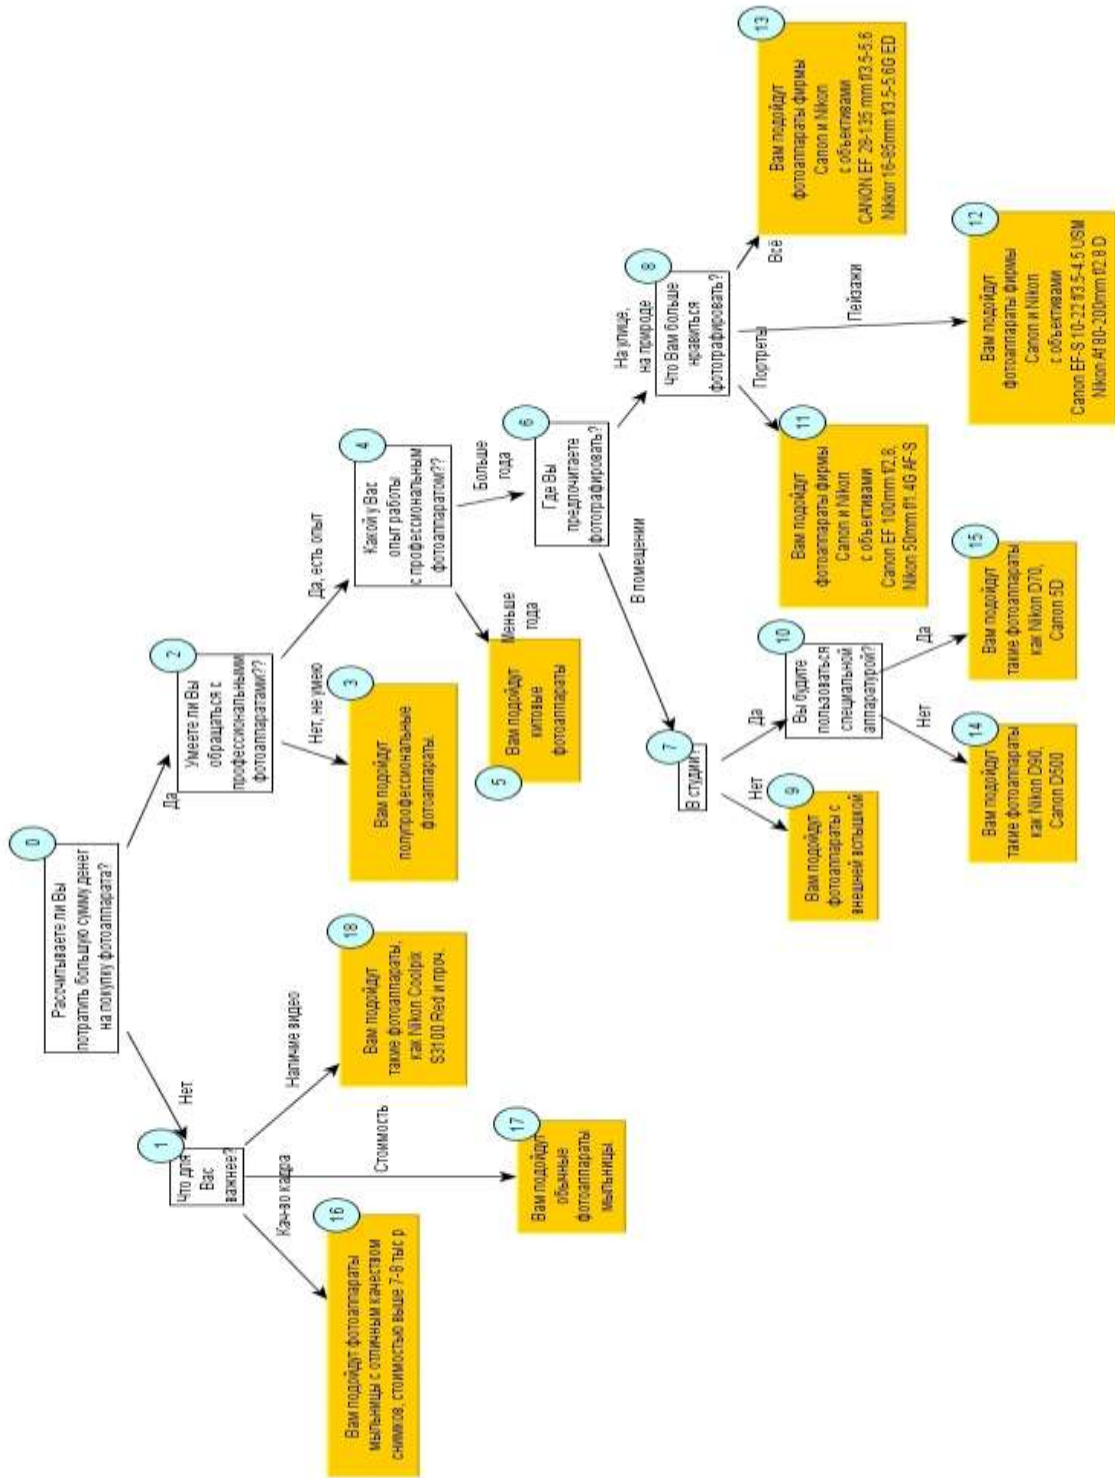 0
Рассчитываете ли Вы
потратить большую сумму денег
на покупку фотоаппарата?
Нет
Да
1
Что для
Вас
важнее?
Кач-во кадра
Стоимость
Наличие видео
16
Вам подойдут фотоаппараты
мыльницы с отличным качеством
снимков, стоимостью выше 7-8 тыс р
17
Вам подойдут
обычные
фотоаппараты
мыльницы.
18
Вам подойдут
такие фотоаппараты,
как Nikon Coolpix
S3100 Red и проч.
2
Умеете ли Вы
обращаться с
профессиональными
фотоаппаратами??
Нет, не умею
Да, есть опыт
3
Вам подойдут
полупрофессиональные
фотоаппараты.
4
Какой у Вас
опыт работы
с профессиональным
фотоаппаратом??
Меньше
года
Больше
года
5
Вам подойдут
китовые
фотоаппараты
6
Где Вы
предпочитаете
фотографировать?
В помещении
На улице,
на природе
7
В студии?
Нет
Да
9
Вам подойдут
фотоаппараты с
внешней вспышкой
10
Вы будите
пользоваться
специальной
аппаратурой?
Нет
Да
14
Вам подойдут
такие фотоаппараты
как Nikon D90,
Canon D500
15
Вам подойдут
такие фотоаппараты
как Nikon D70,
Canon 5D
8
Что Вам больше
нравиться
фотографировать?
Портреты
Пейзажи
Всё
11
Вам подойдут
фотоаппараты фирмы
Canon и Nikon
с объективами
Canon EF 100mm f/2.8,
Nikon 50mm f/1.4G AF-S
12
Вам подойдут
фотоаппараты фирмы
Canon и Nikon
с объективами
Canon EF-S 10-22 f/3.5-4.5 USM
Nikon Af 80-200mm f/2.8 D
13
Вам подойдут
фотоаппараты фирмы
Canon и Nikon
с объективами
CANON EF 28-135 mm f/3.5-5.6
Nikkor 16-85mm f/3.5-5.6G ED